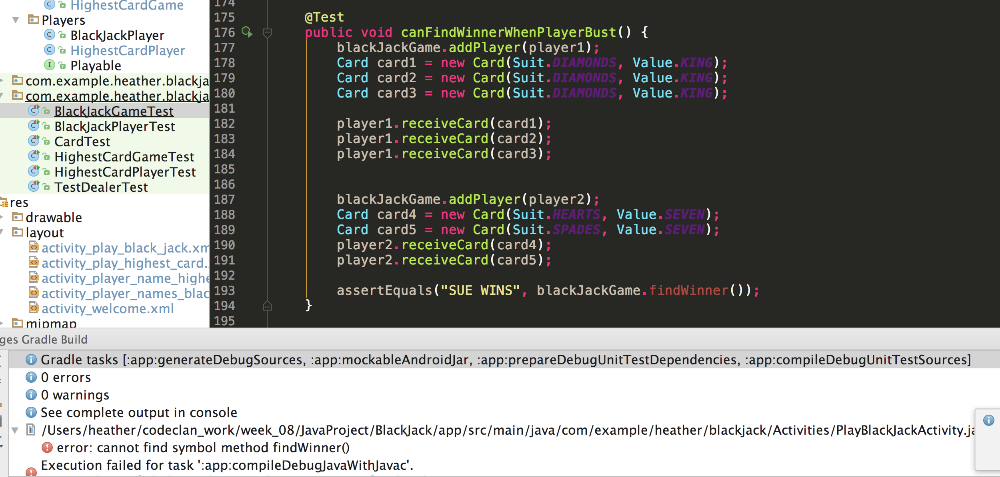 HighestCardGame
Players
BlackJackPlayer
HighestCardPlayer
Playable
com.example.heather.blackja
com.example.heather.blackja
BlackJackGameTest
BlackJackPlayerTest
CardTest
HighestCardGameTest
HighestCardPlayerTest
TestDealerTest
res
drawable
layout
activity_play_black_jack.xm
activity_play_highest_card.
activity_player_name_highe
activity_player_names_blac
activity_welcome.xml
mipmap
174
175 @Test
176 public void canFindWinnerWhenPlayerBust() {
177 blackJackGame.addPlayer(player1);
178 Card card1 = new Card(Suit.DIAMONDS, Value.KING);
179 Card card2 = new Card(Suit.DIAMONDS, Value.KING);
180 Card card3 = new Card(Suit.DIAMONDS, Value.KING);
181
182 player1.receiveCard(card1);
183 player1.receiveCard(card2);
184 player1.receiveCard(card3);
185
186
187 blackJackGame.addPlayer(player2);
188 Card card4 = new Card(Suit.HEARTS, Value.SEVEN);
189 Card card5 = new Card(Suit.SPADES, Value.SEVEN);
190 player2.receiveCard(card4);
191 player2.receiveCard(card5);
192
193 assertEquals("SUE WINS", blackJackGame.findWinner());
194 }
195
ges Gradle Build
Gradle tasks [:app:generateDebugSources, :app:mockableAndroidJar, :app:prepareDebugUnitTestDependencies, :app:compileDebugUnitTestSources]
0 errors
0 warnings
See complete output in console
/Users/heather/codeclan_work/week_08/JavaProject/BlackJack/app/src/main/java/com/example/heather/blackjack/Activities/PlayBlackJackActivity.ja
error: cannot find symbol method findWinner()
Execution failed for task ':app:compileDebugJavaWithJavac'.